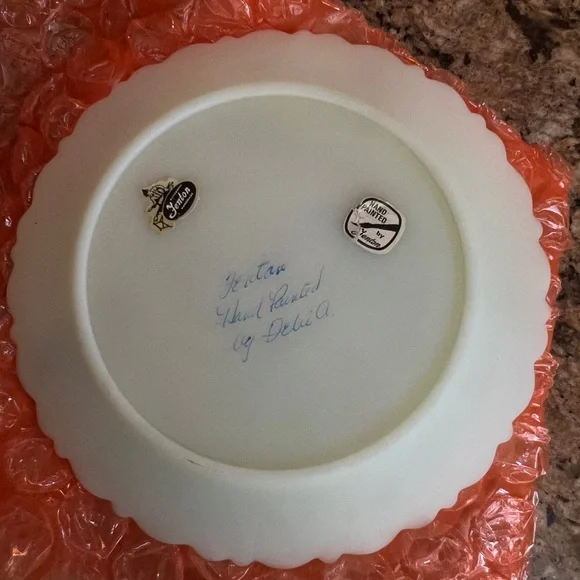 Fenton
HAND
PAINTED
by
Fenton
Fenton
Hand Painted
by Debi A.